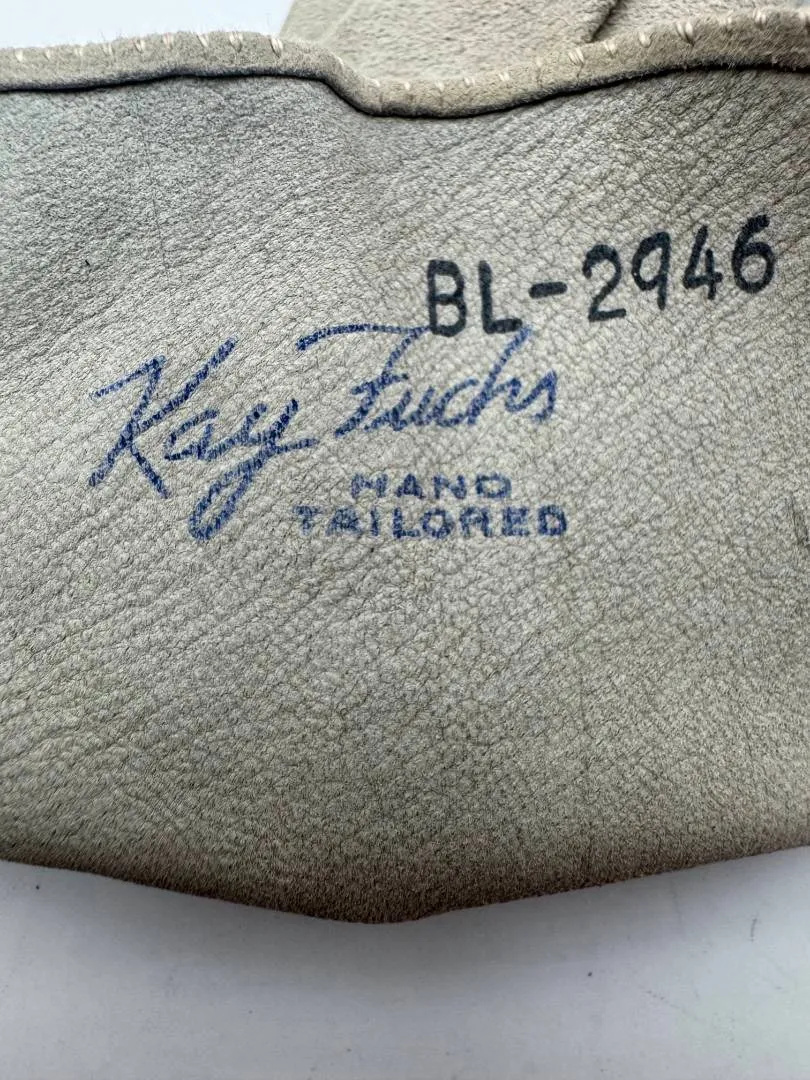 BL-2946
Kay Fuchs
HAND
TAILORED